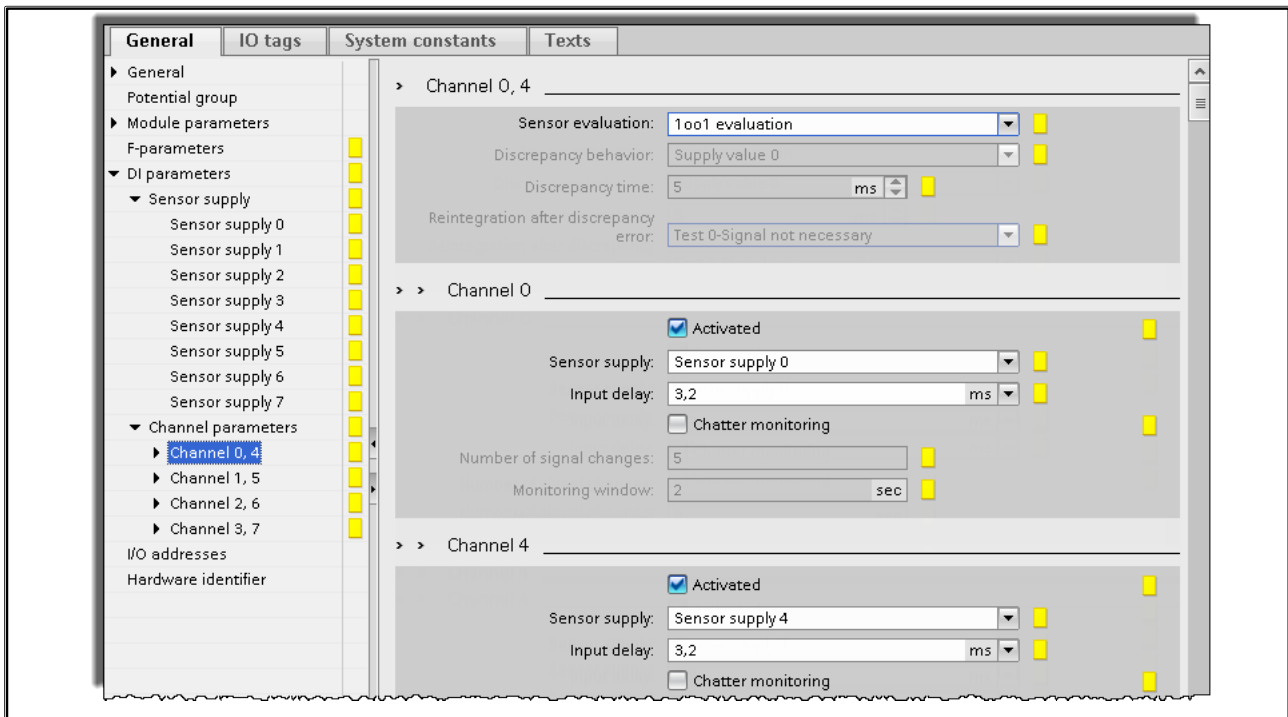 General
IO tags
System constants
Texts
General
Potential group
Module parameters
F-parameters
DI parameters
Sensor supply
Sensor supply 0
Sensor supply 1
Sensor supply 2
Sensor supply 3
Sensor supply 4
Sensor supply 5
Sensor supply 6
Sensor supply 7
Channel parameters
Channel 0, 4
Channel 1, 5
Channel 2, 6
Channel 3, 7
I/O addresses
Hardware identifier
Channel 0, 4
Sensor evaluation: 1oo1 evaluation
Discrepancy behavior: Supply value 0
Discrepancy time: 5 ms
Reintegration after discrepancy
error: Test 0-Signal not necessary
Channel 0
Activated
Sensor supply: Sensor supply 0
Input delay: 3,2 ms
Chatter monitoring
Number of signal changes: 5
Monitoring window: 2 sec
Channel 4
Activated
Sensor supply: Sensor supply 4
Input delay: 3,2 ms
Chatter monitoring